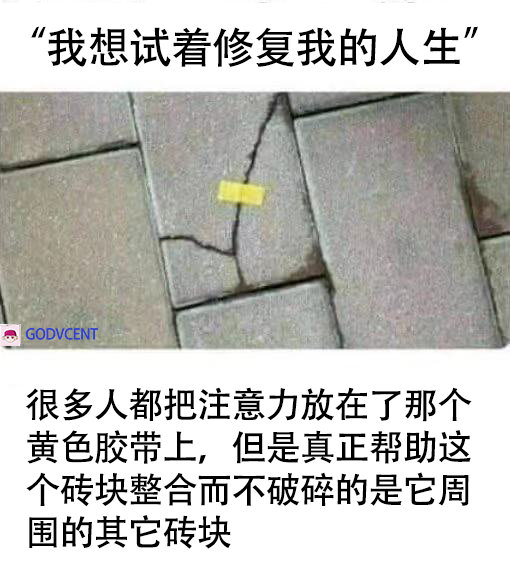 “我想试着修复我的人生”
GODVCENT
很多人都把注意力放在了那个
黄色胶带上，但是真正帮助这
个砖块整合而不破碎的是它周
围的其它砖块